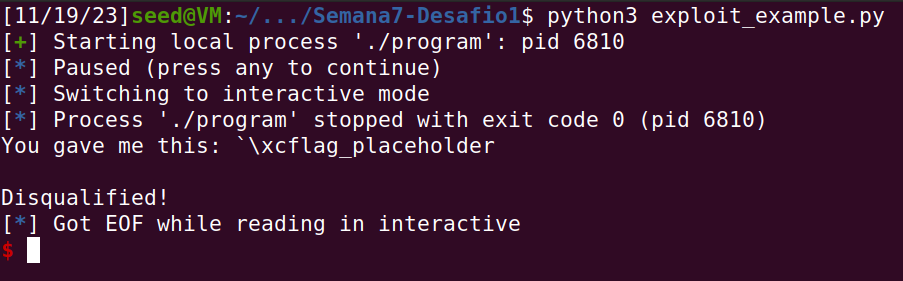 [11/19/23]seed@VM:~/.../Semana7-Desafio1$ python3 exploit_example.py
[+] Starting local process './program': pid 6810
[*] Paused (press any to continue)
[*] Switching to interactive mode
[*] Process './program' stopped with exit code 0 (pid 6810)
You gave me this: `\xcflag_placeholder
Disqualified!
[*] Got EOF while reading in interactive
$